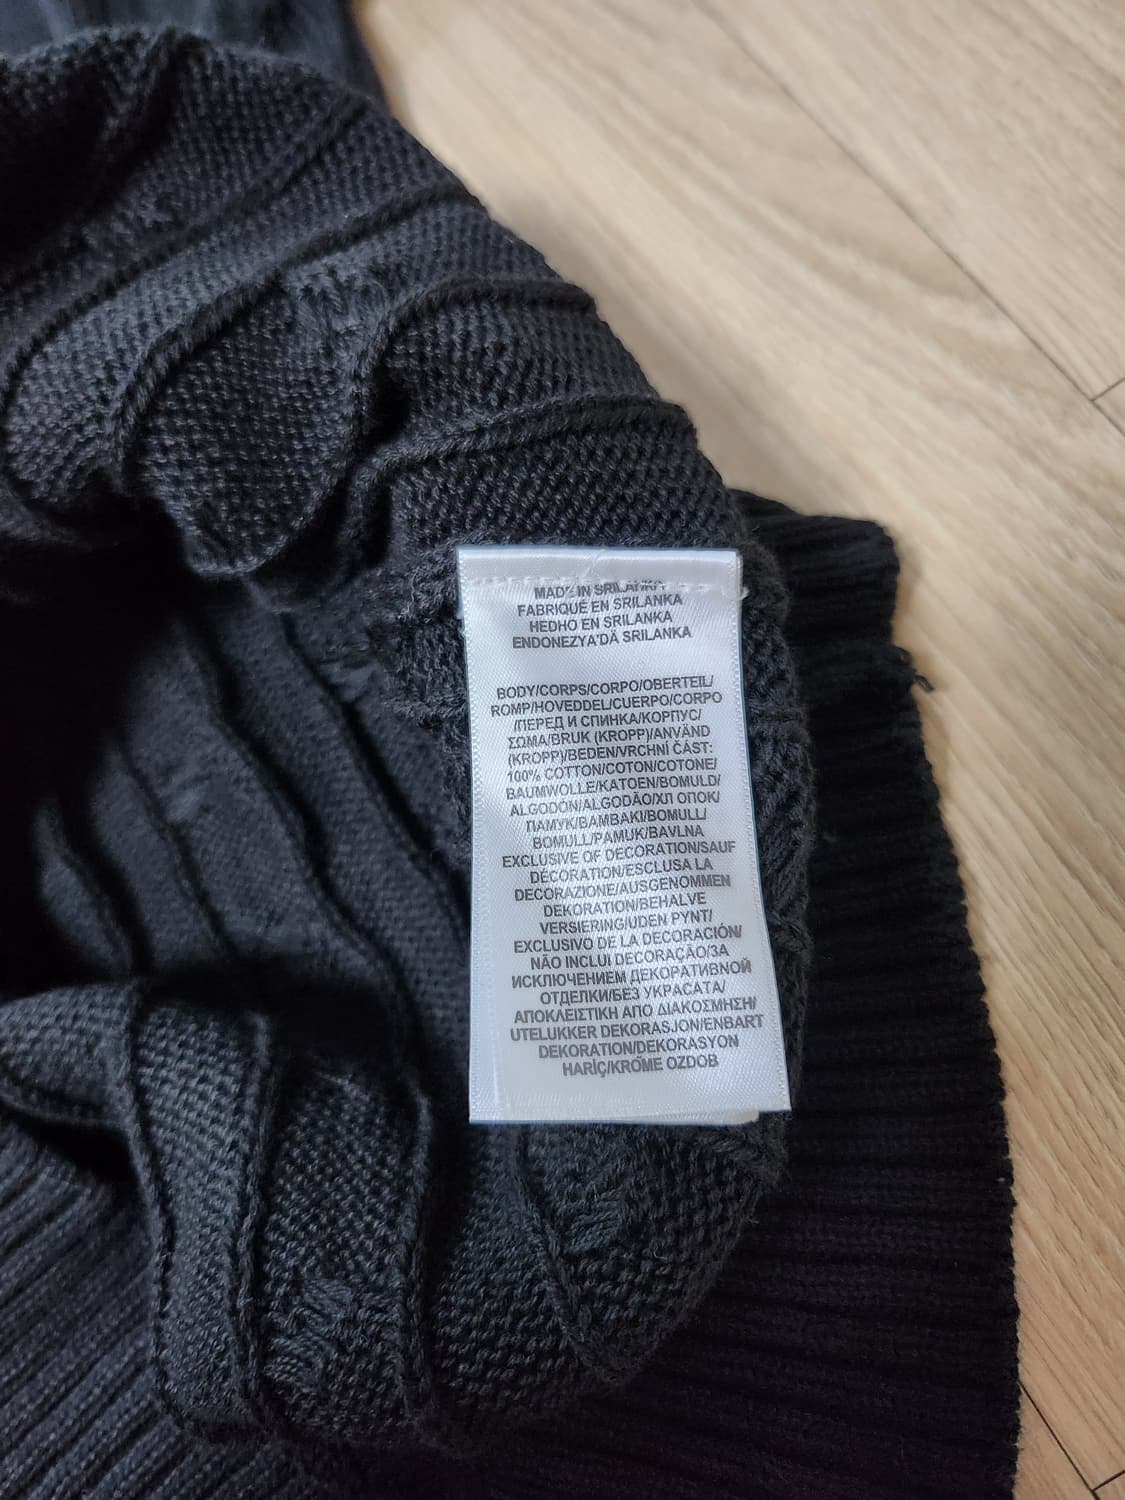 MADE IN SRILANKA
FABRIQUÉ EN SRILANKA
HEDHO EN SRILANKA
ENDONEZYA'DÄ SRILANKA
BODY/CORPS/CORPO/OBERTEIL/
ROMP/HOVEDDEL/CUERPO/CORPO
/ПЕРЕД И СПИНКА/КОРПУС/
ΣΩΜΑ/BRUK (KROPP)/ANVÄND
(KROPP)/BEDEN/VRCHNÍ ČÁST:
100% COTTON/COTON/COTONE/
BAUMWOLLE/KATOEN/BOMULD/
ALGODÓN/ALGODÃO/ХЛ ОПОК/
ПАМУК/BAMBAKI/BOMULL/
BOMULL/PAMUK/BAVLNA
EXCLUSIVE OF DECORATION/SAUF
DÉCORATION/ESCLUSA LA
DECORAZIONE/AUSGENOMMEN
DEKORATION/BEHALVE
VERSIERING/UDEN PYNT/
EXCLUSIVO DE LA DECORACIÓN/
NÃO INCLUI DECORAÇÃO/ЗА
ИСКЛЮЧЕНИЕМ ДЕКОРАТИВНОЙ
ОТДЕЛКИ/БЕЗ УКРАСАТА/
ΑΠΟΚΛΕΙΣΤΙΚΗ ΑΠΟ ΔΙΑΚΟΣΜΗΣΗ/
UTELUKKER DEKORASJON/ENBART
DEKORATION/DEKORASYON
HARİÇ/KROMĚ OZDOB